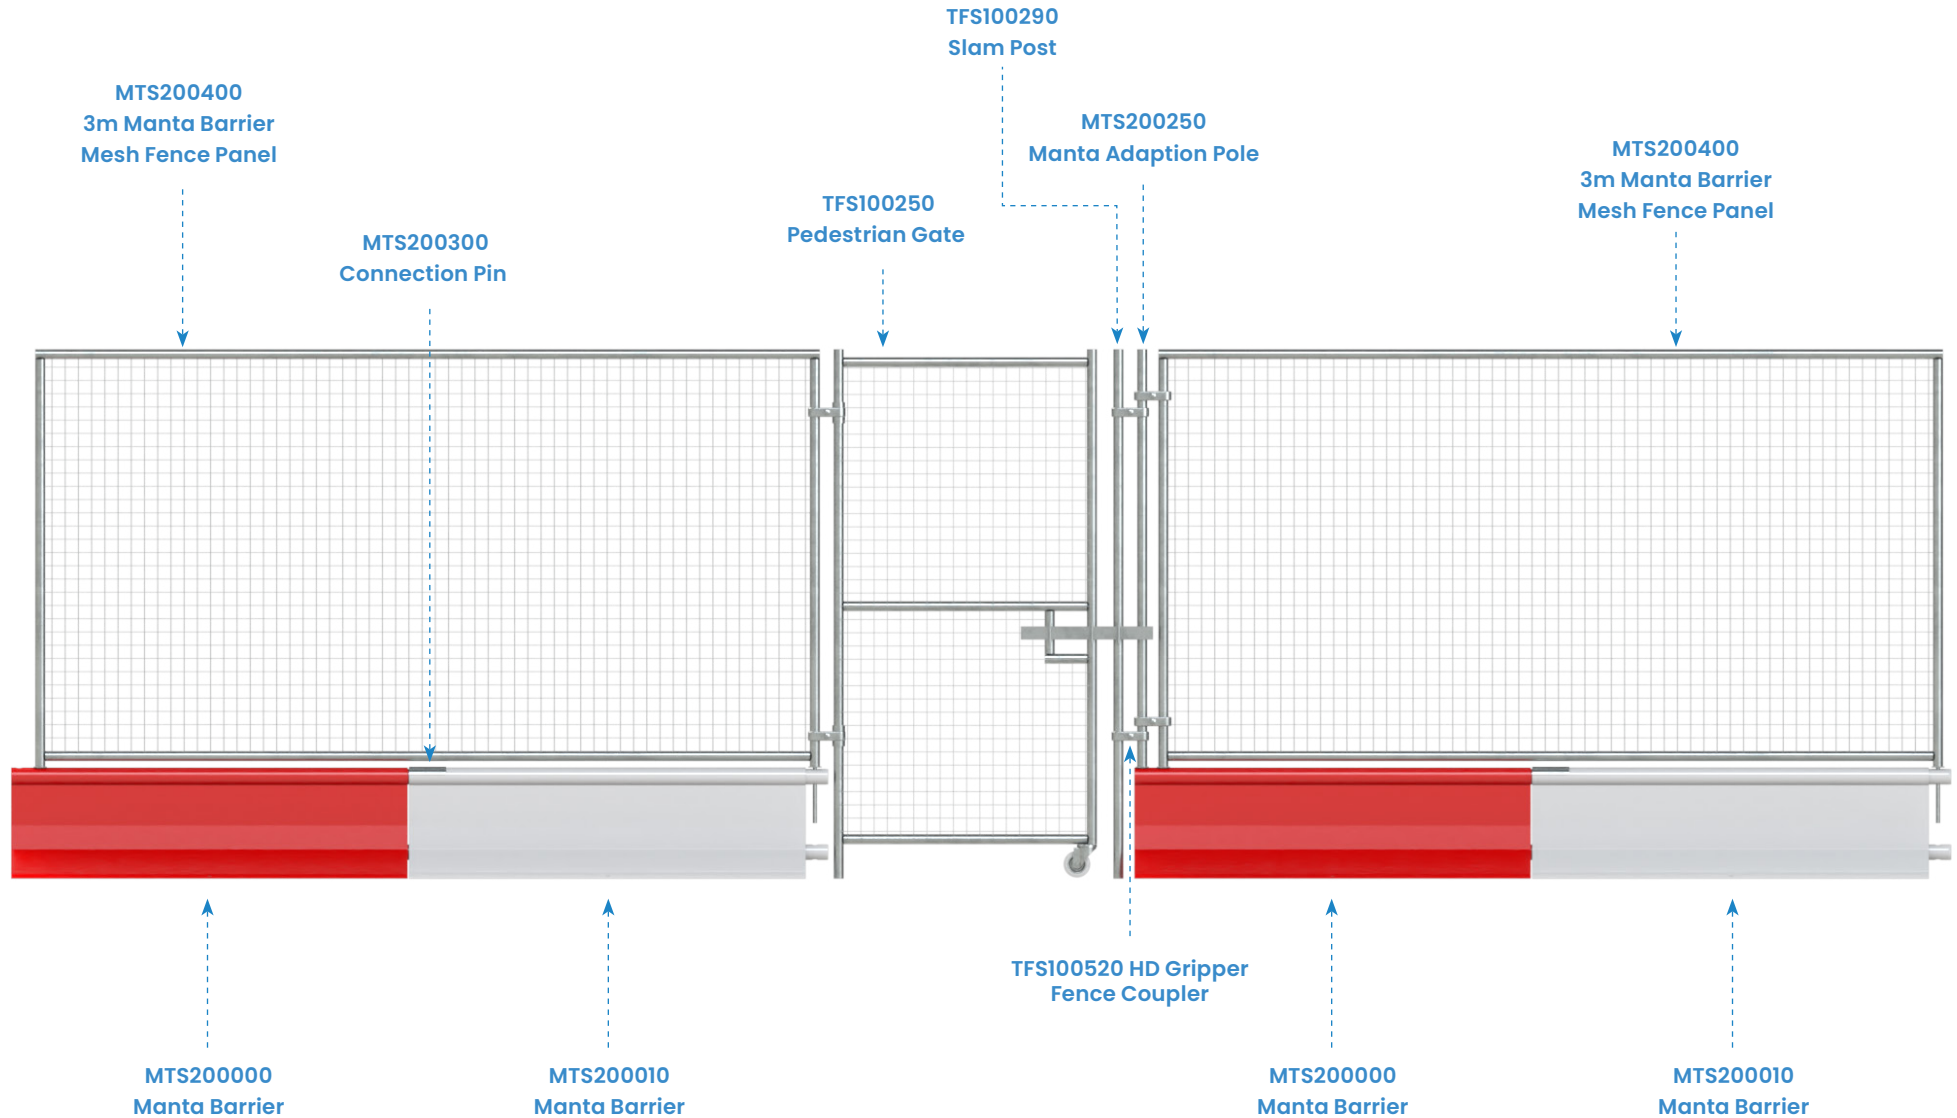 TFS100290
Slam Post
MTS200400
3m Manta Barrier
Mesh Fence Panel
MTS200250
Manta Adaption Pole
MTS200400
3m Manta Barrier
Mesh Fence Panel
TFS100250
Pedestrian Gate
MTS200300
Connection Pin
TFS100520 HD Gripper
Fence Coupler
MTS200000
Manta Barrier
MTS200010
Manta Barrier
MTS200000
Manta Barrier
MTS200010
Manta Barrier